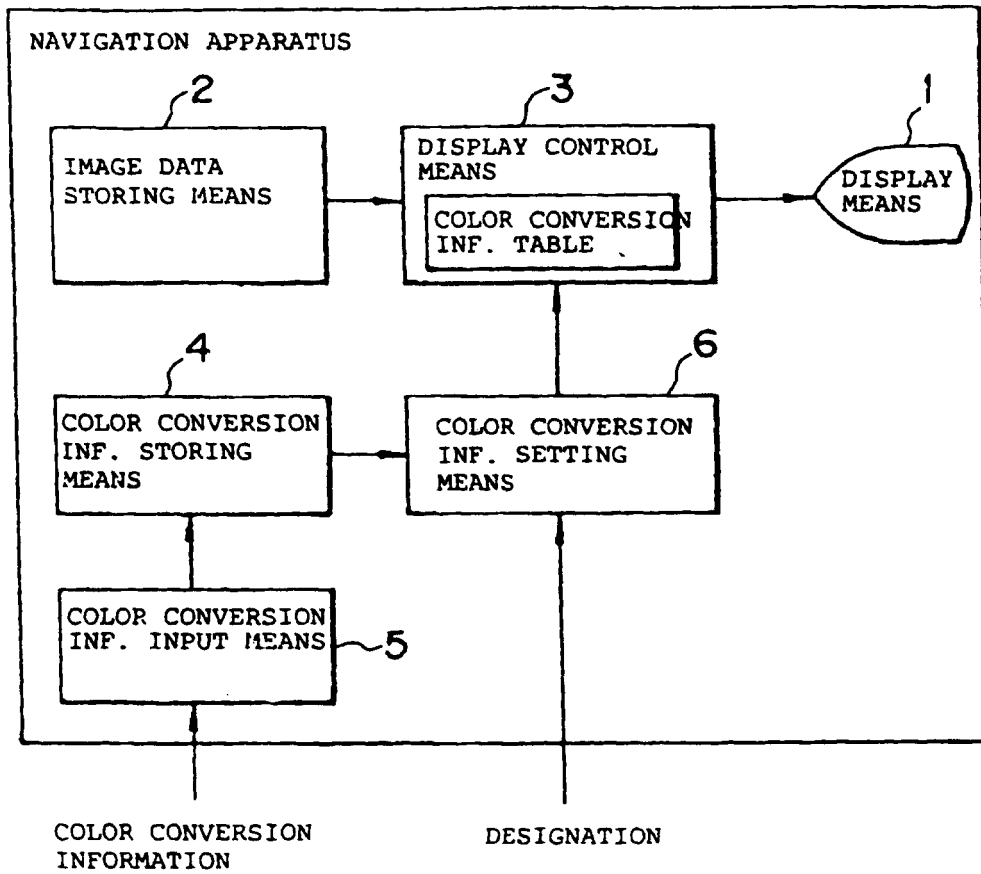 NAVIGATION APPARATUS
2
3
1
IMAGE DATA
STORING MEANS
DISPLAY CONTROL
MEANS
COLOR CONVERSION
INF. TABLE
DISPLAY
MEANS
4
6
COLOR CONVERSION
INF. STORING
MEANS
COLOR CONVERSION
INF. SETTING
MEANS
COLOR CONVERSION
INF. INPUT MEANS
5
COLOR CONVERSION
INFORMATION
DESIGNATION